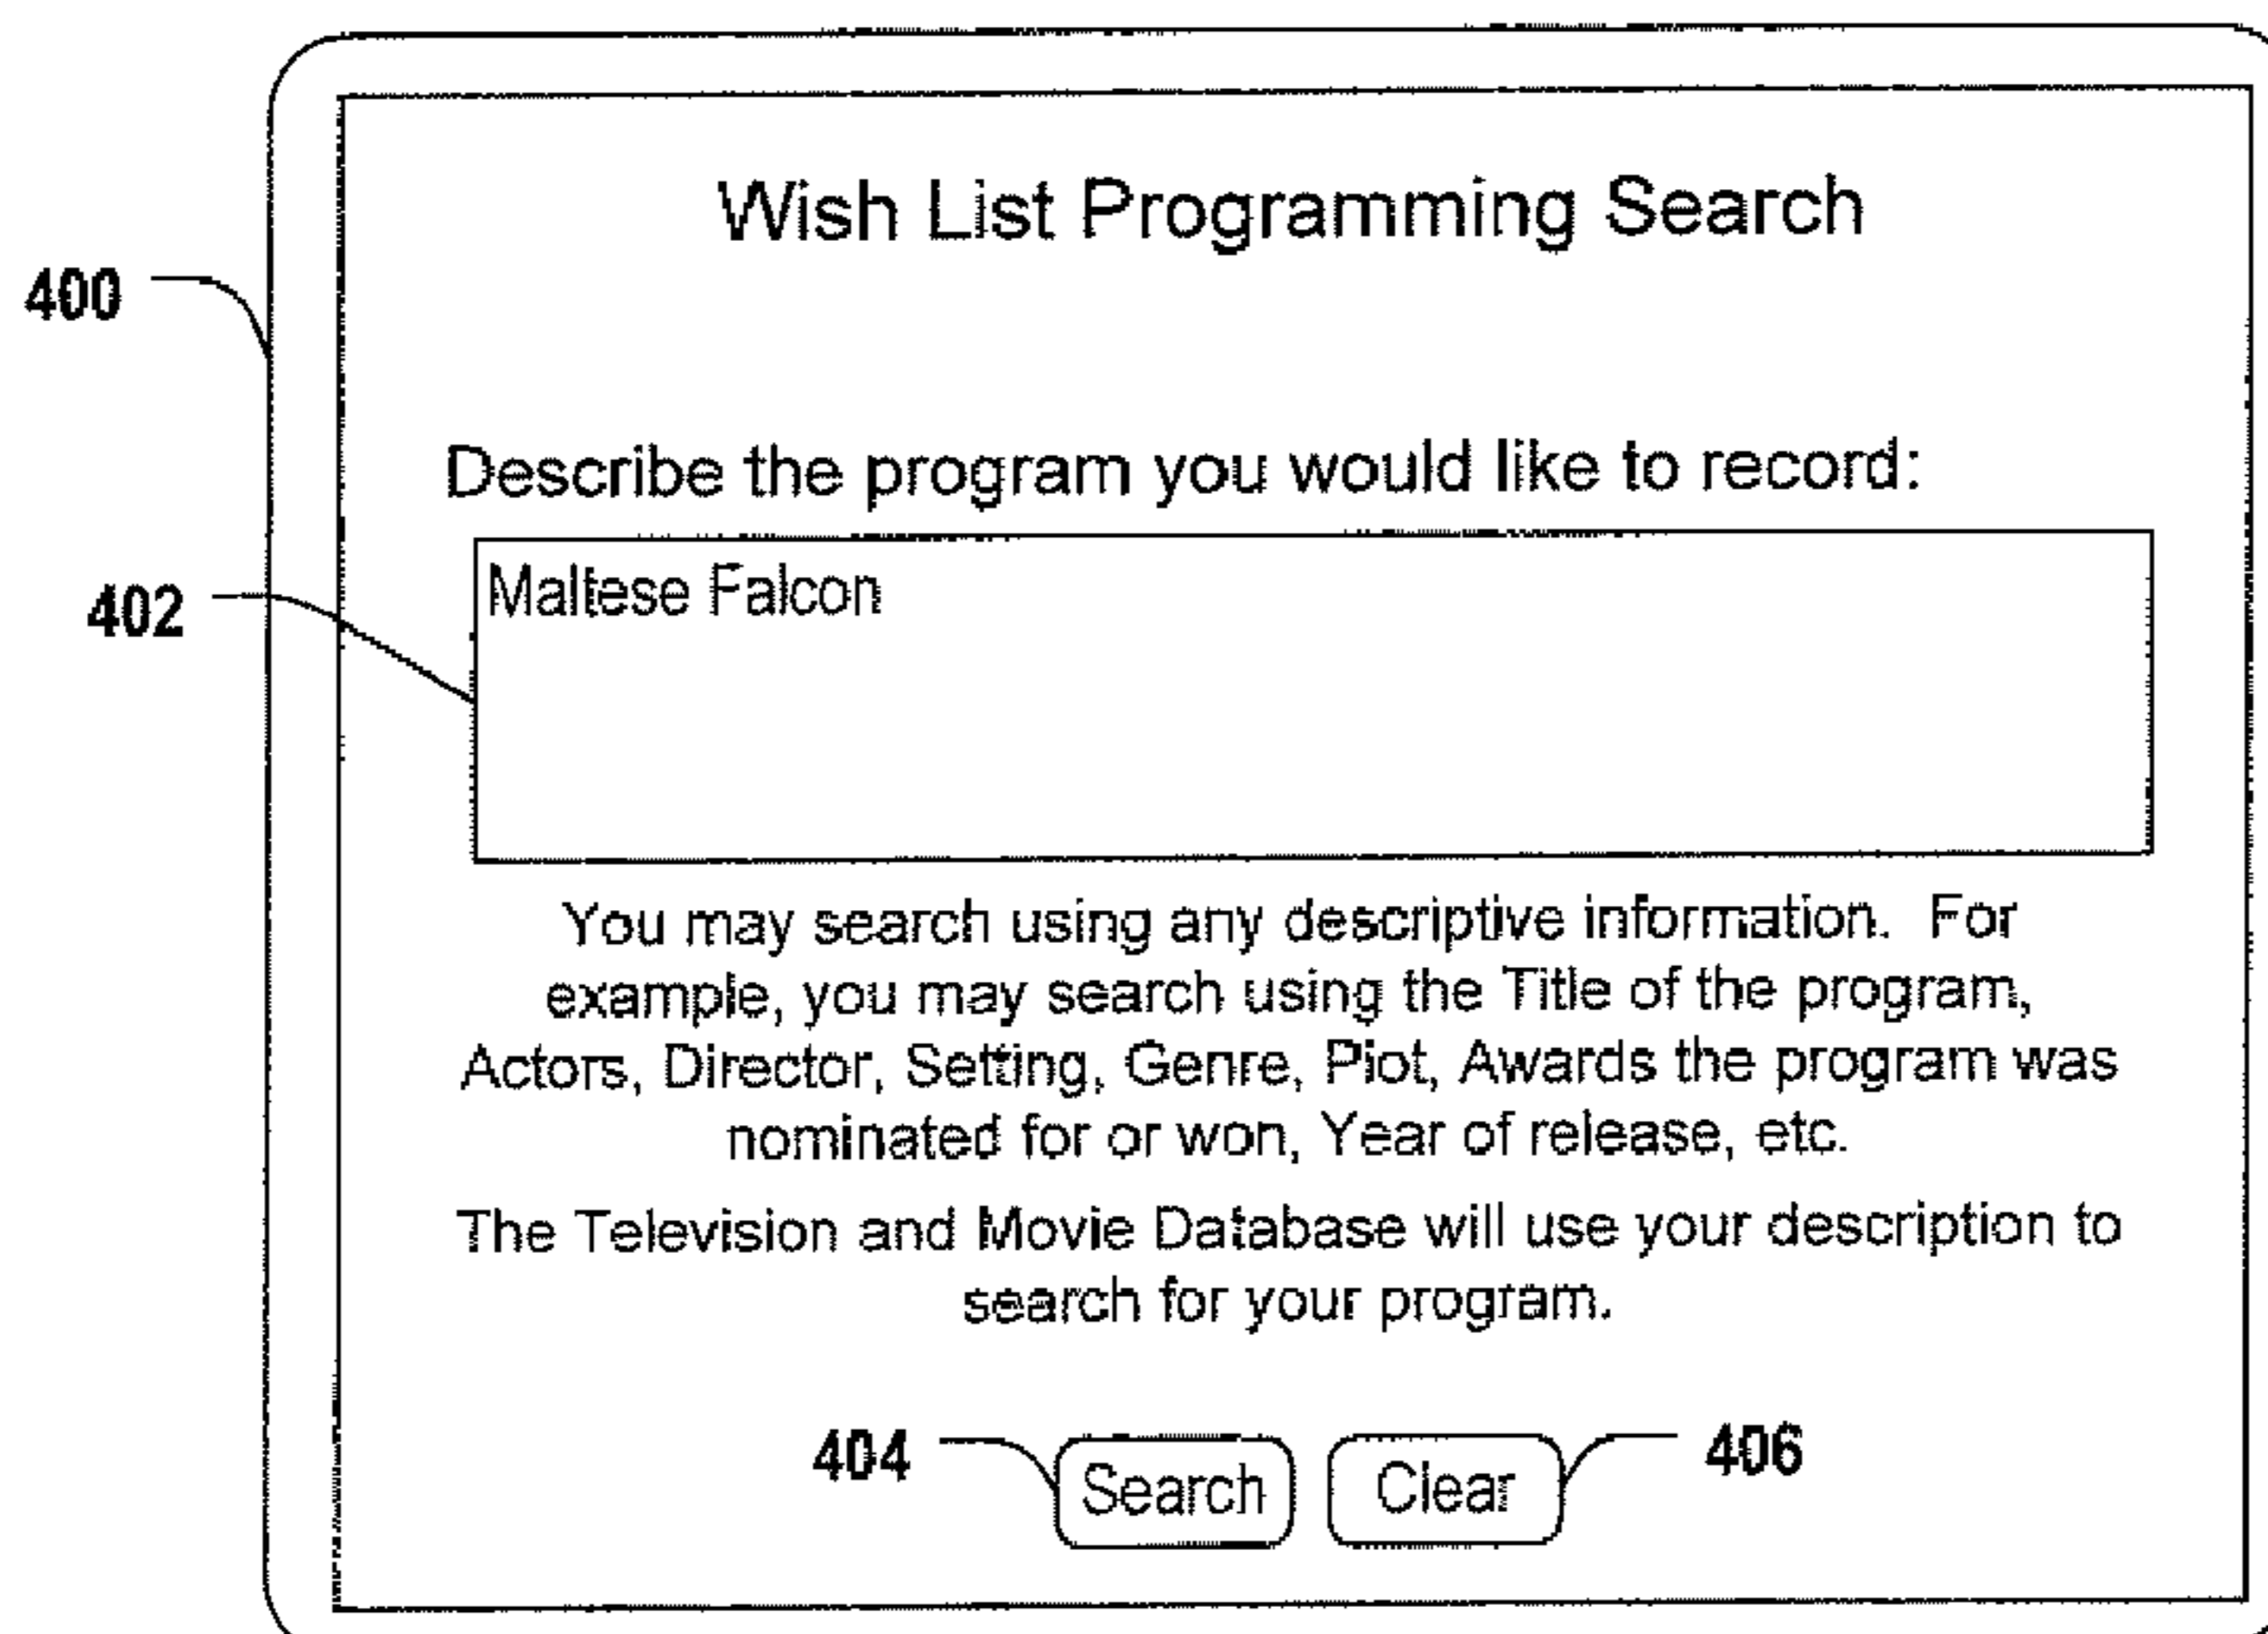 Wish List Programming Search
400
Describe the program you would like to record:
402
Maltese Falcon
You may search using any descriptive information. For
example, you may search using the Title of the program,
Actors, Director, Setting, Genre, Plot, Awards the program was
nominated for or won, Year of release, etc.
The Television and Movie Database will use your description to
search for your program.
404
Search
Clear
406